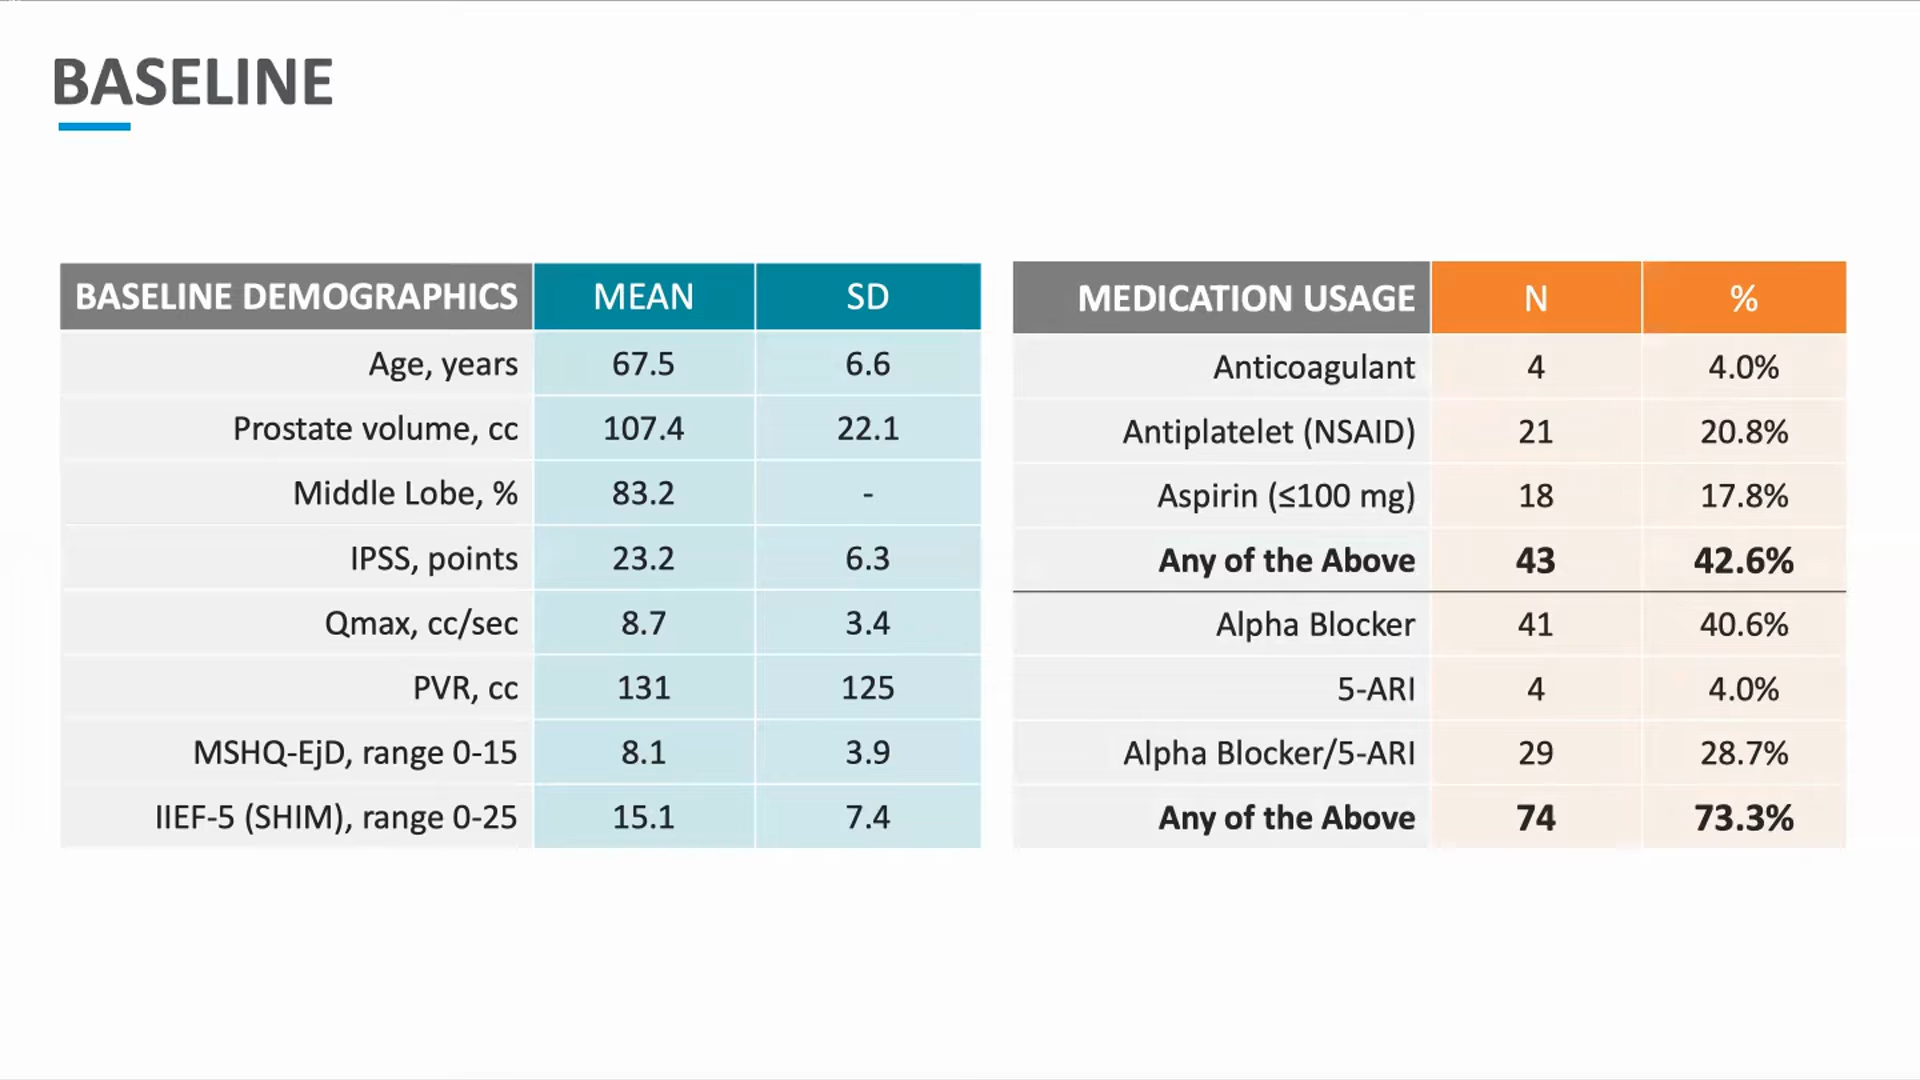 BASELINE
BASELINE DEMOGRAPHICS MEAN SD
Age, years 67.5 6.6
Prostate volume, cc 107.4 22.1
Middle Lobe, % 83.2 -
IPSS, points 23.2 6.3
Qmax, cc/sec 8.7 3.4
PVR, cc 131 125
MSHQ-EjD, range 0-15 8.1 3.9
IIEF-5 (SHIM), range 0-25 15.1 7.4
MEDICATION USAGE N %
Anticoagulant 4 4.0%
Antiplatelet (NSAID) 21 20.8%
Aspirin (≤100 mg) 18 17.8%
Any of the Above 43 42.6%
Alpha Blocker 41 40.6%
5-ARI 4 4.0%
Alpha Blocker/5-ARI 29 28.7%
Any of the Above 74 73.3%